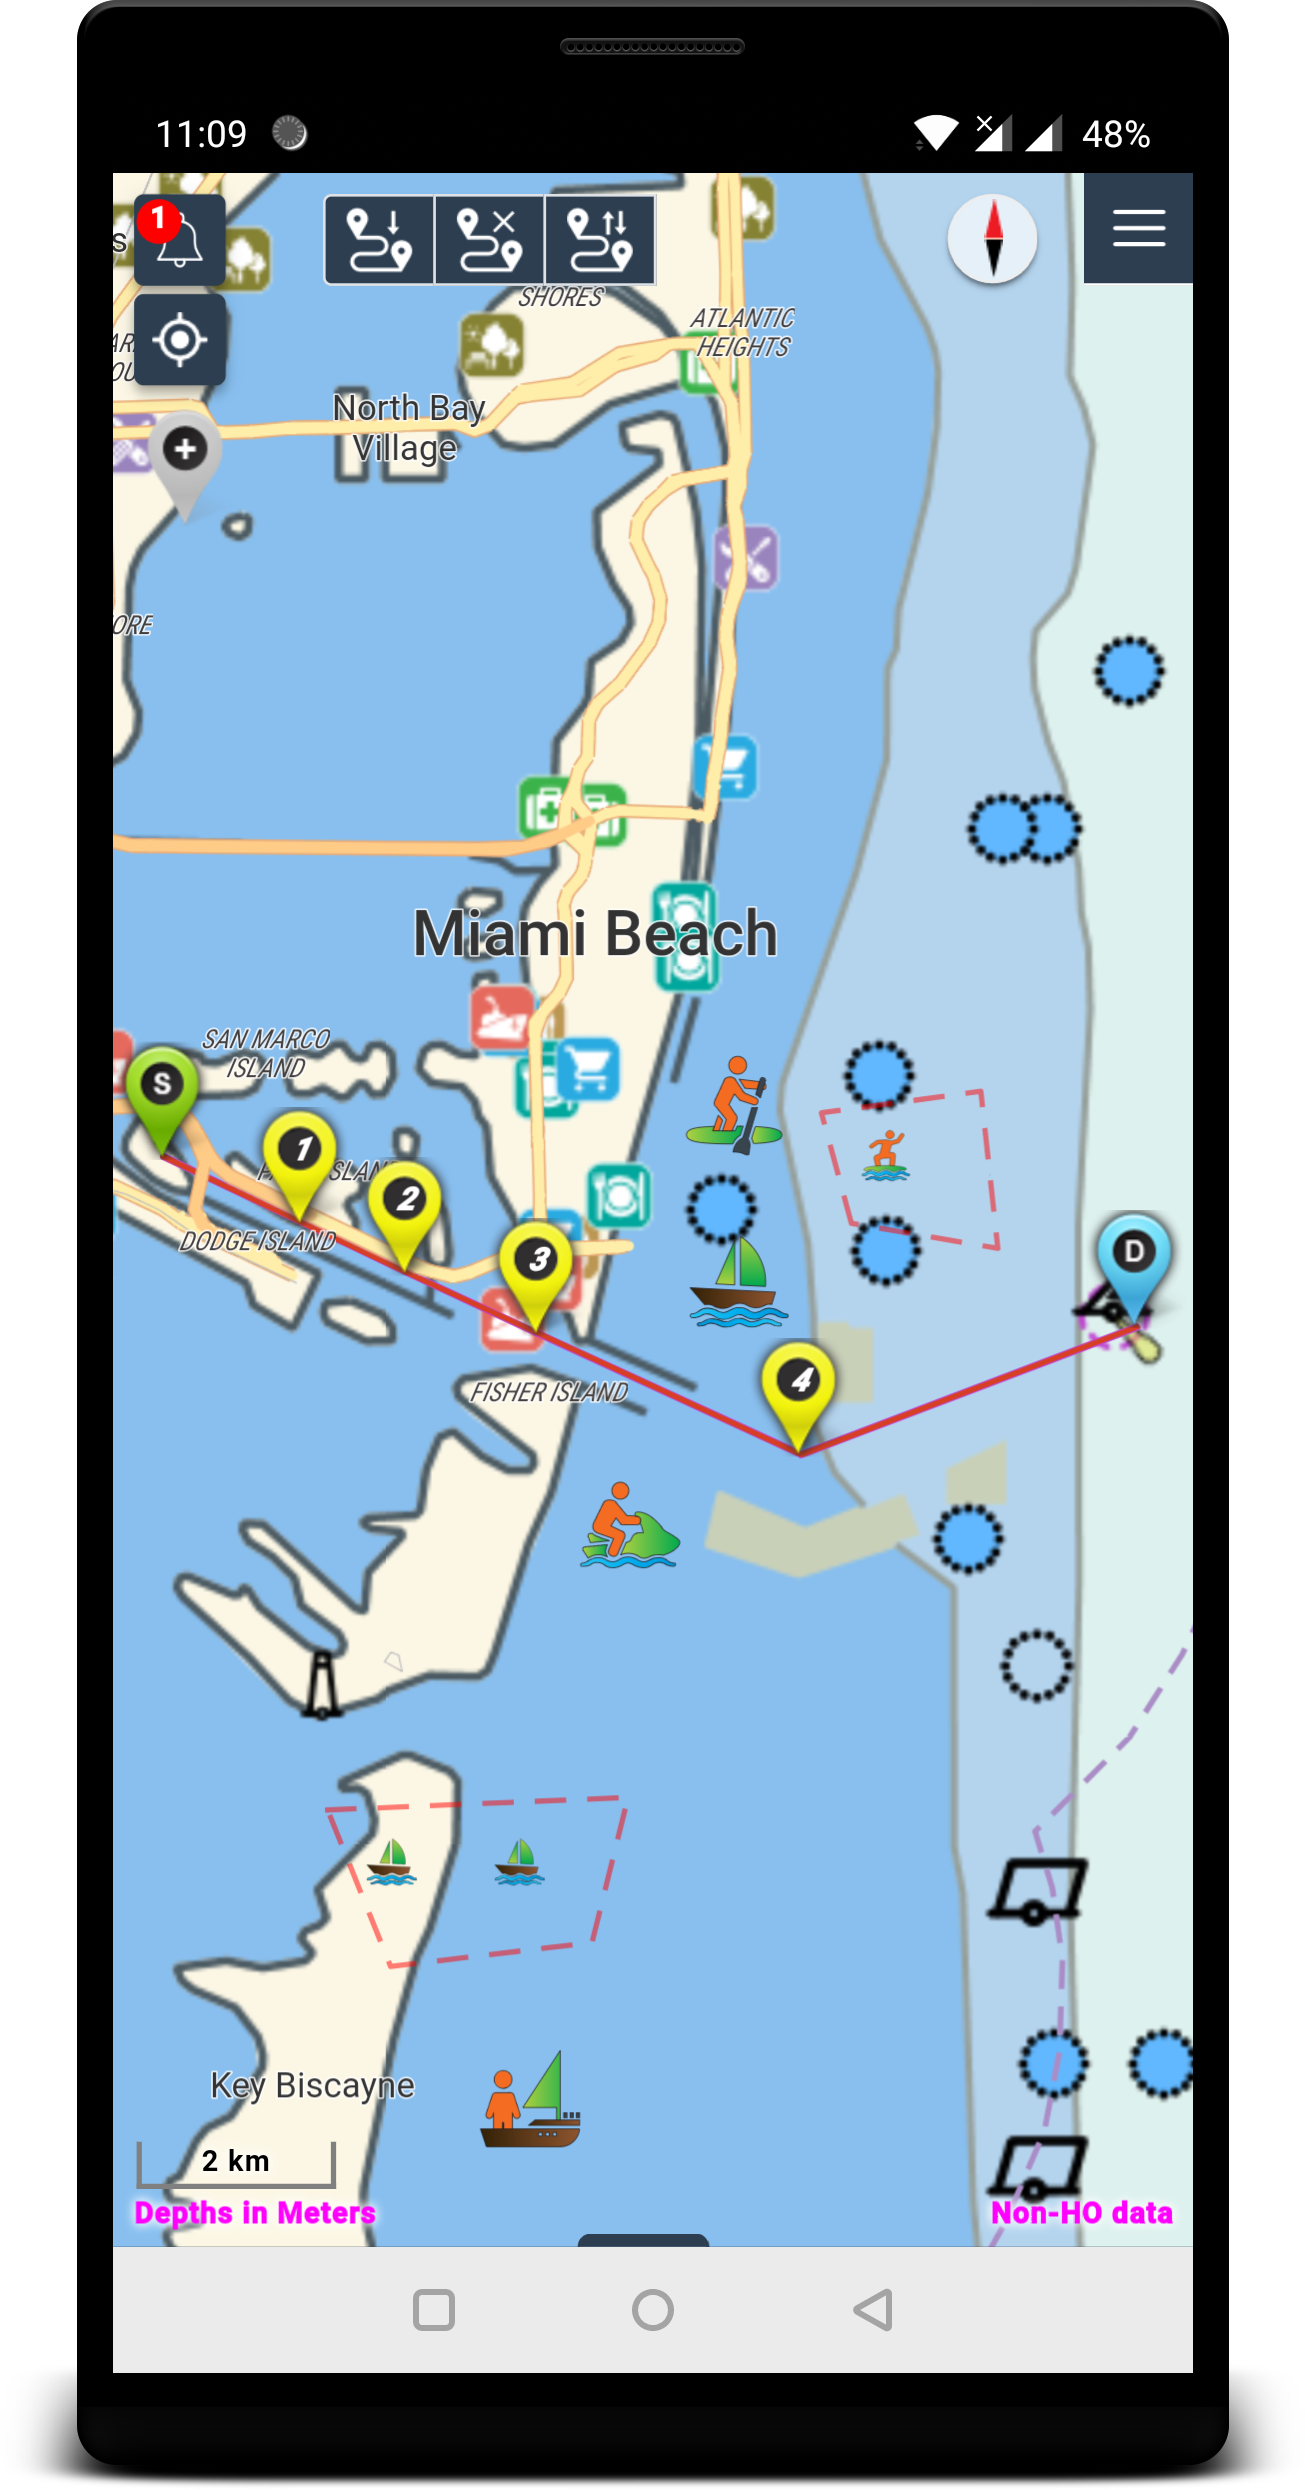 11:09
48%
1
S
SHORES
ATLANTIC
HEIGHTS
North Bay
Village
ORE
Miami Beach
SAN MARCO
ISLAND
S
1
2
DODGE ISLAND
3
D
4
FISHER ISLAND
Key Biscayne
2 km
Depths in Meters
Non-HO data